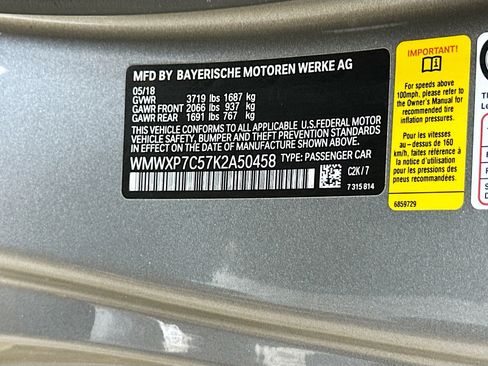 MFD BY BAYERISCHE MOTOREN WERKE AG
05/18
GVWR 3719 lbs 1687 kg
GAWR FRONT 2066 lbs 937 kg
GAWR REAR 1691 lbs 767 kg
THIS VEHICLE CONFORMS TO ALL APPLICABLE U.S.FEDERAL MOTOR
VEHICLE SAFETY, BUMPER AND THEFT PREVENTION STANDARDS
IN EFFECT ON THE DATE OF MANUFACTURE SHOWN ABOVE.
WMWXP7C57K2A50458 TYPE: PASSENGER CAR
C2K / 7
7 315 814
IMPORTANT!
For speeds above
100mph, please refer to
the Owner's Manual for
recommended tire
inflation pressures.
Pour les vitesses
au-dessus de 160
km/h, se référer à
la notice d'utilisation
pour les pressions des
pneus recommandées.
6859729